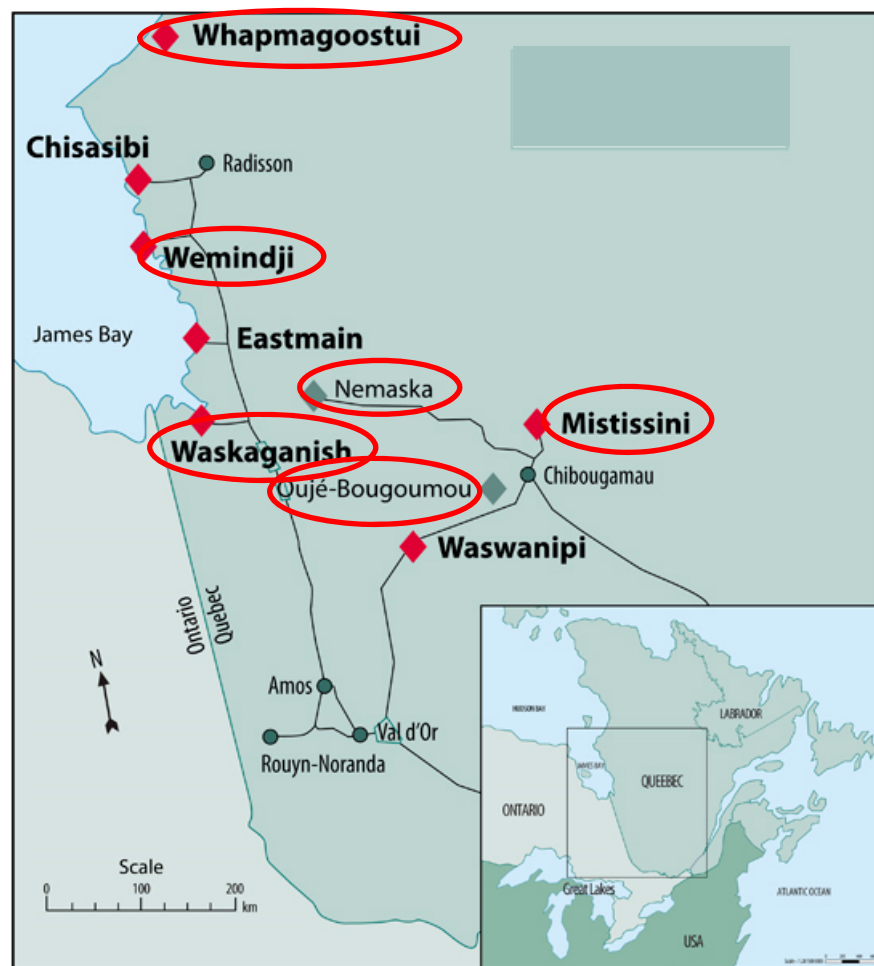 Whapmagoostui
Chisasibi
Radisson
Wemindji
James Bay
Eastmain
Nemaska
Mistissini
Waskaganish
Chibougamau
Oujé-Bougoumou
Waswanipi
Ontario
Quebec
N
Amos
Val d'Or
Rouyn-Noranda
Scale
0 100 200
km
HUDSON BAY
LABRADOR
JAMES BAY
QUEEBEC
ONTARIO
Great Lakes
ATLANTIC OCEAN
USA